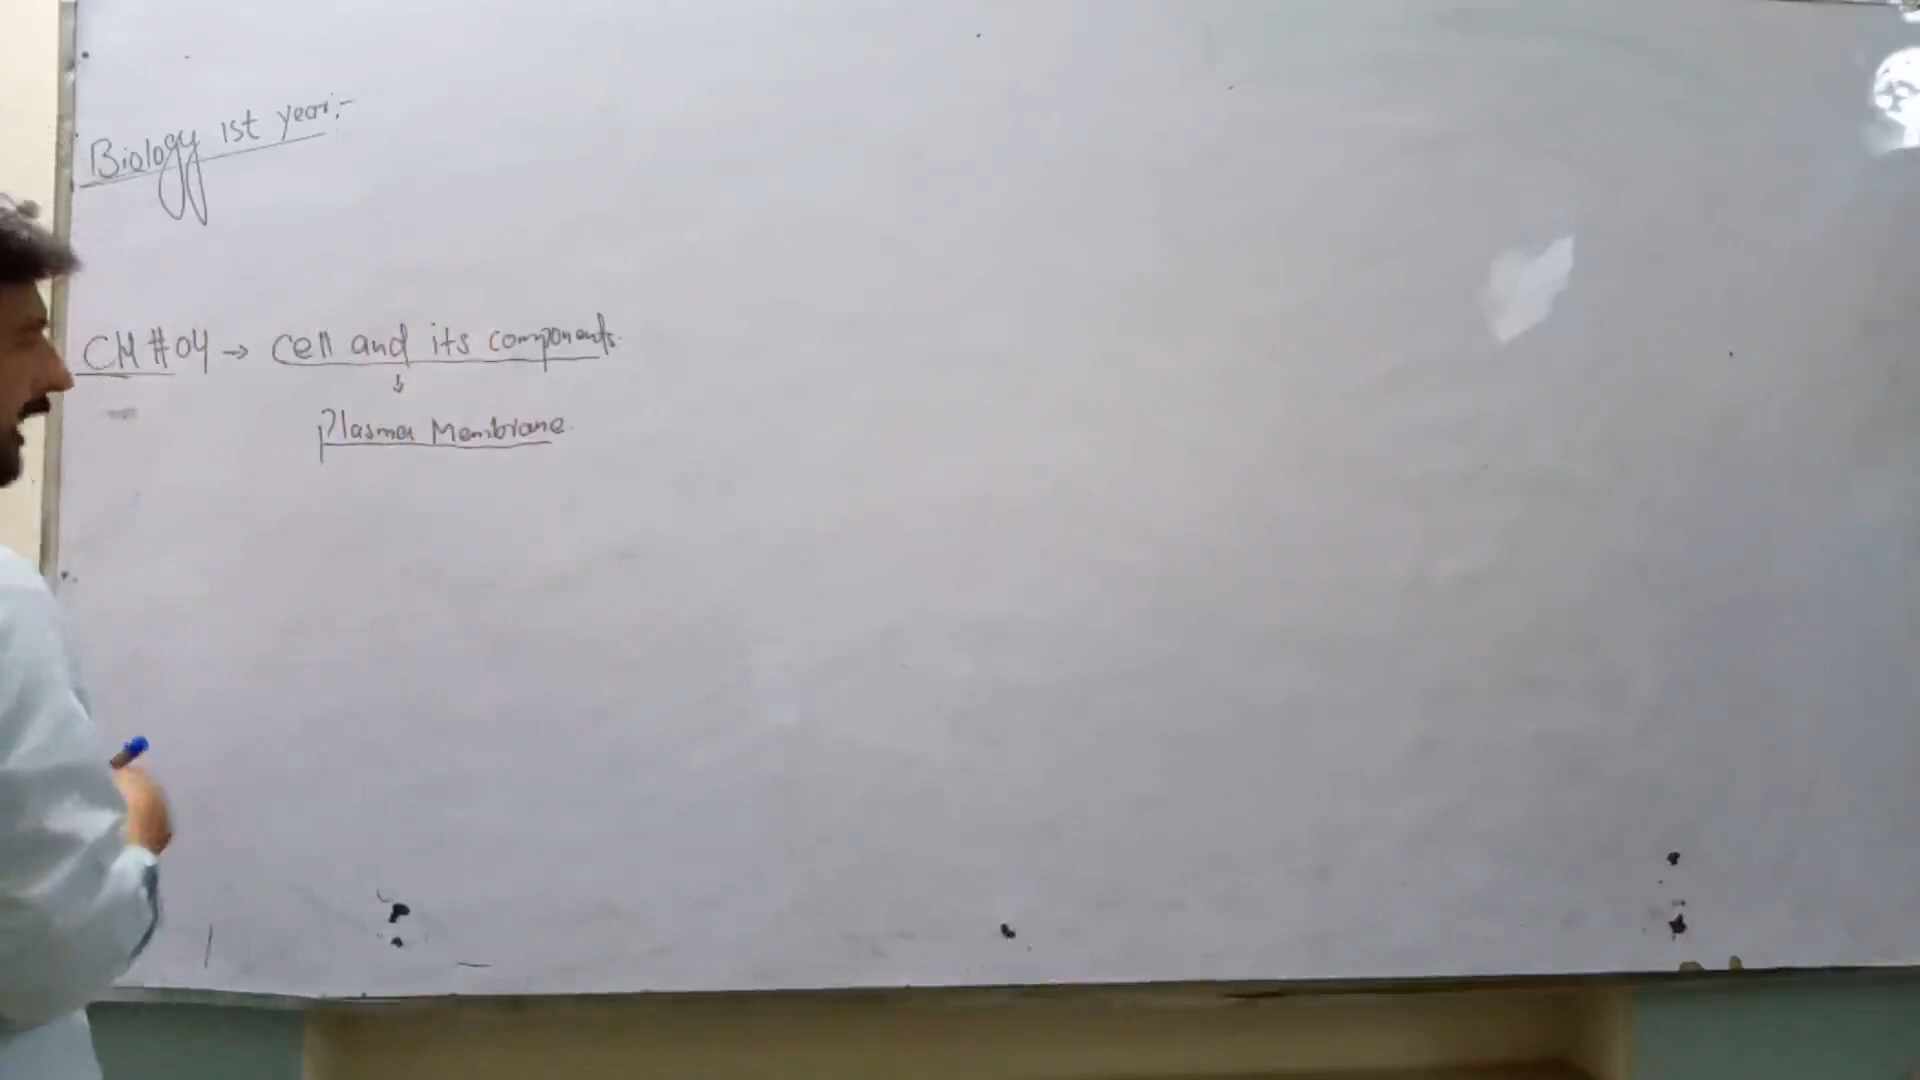 Biology 1st year:-
CH #04 → Cell and its components.
↓
Plasma Membrane.